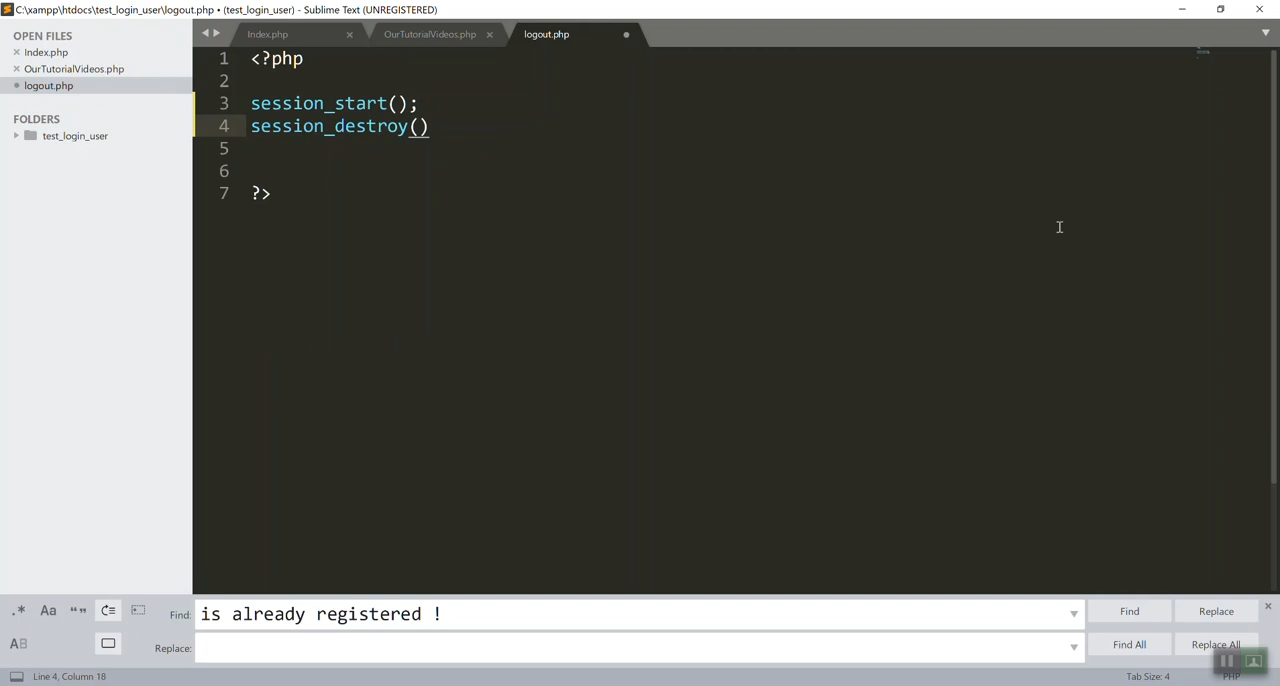 C:\xampp\htdocs\test_login_user\logout.php • (test_login_user) - Sublime Text (UNREGISTERED)
OPEN FILES
Index.php
OurTutorialVideos.php
logout.php
FOLDERS
test_login_user
Index.php
OurTutorialVideos.php
logout.php
1 <?php
2
3 session_start();
4 session_destroy()
5
6
7 ?>
.* Aa “” Find: is already registered ! Find Replace
AB Replace: Find All Replace All
Line 4, Column 18 Tab Size: 4 PHP